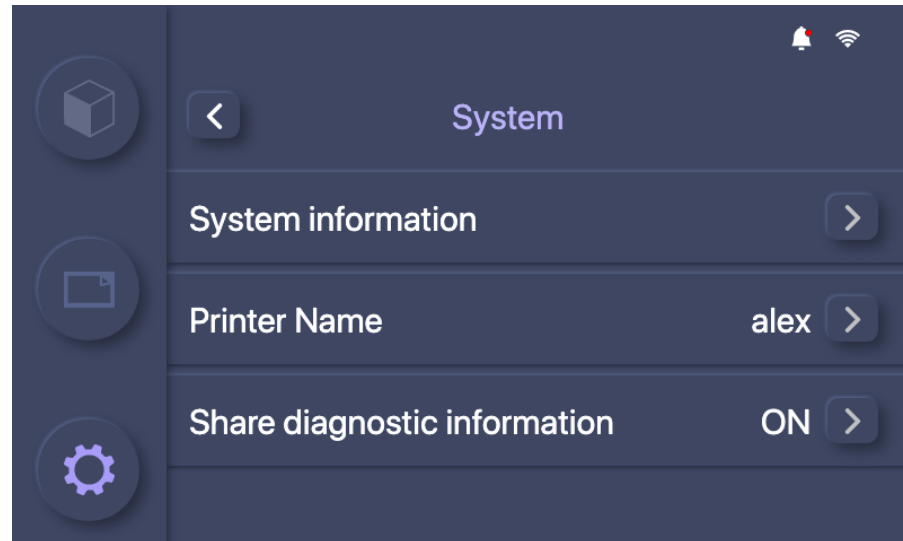 System
System information
Printer Name alex
Share diagnostic information ON